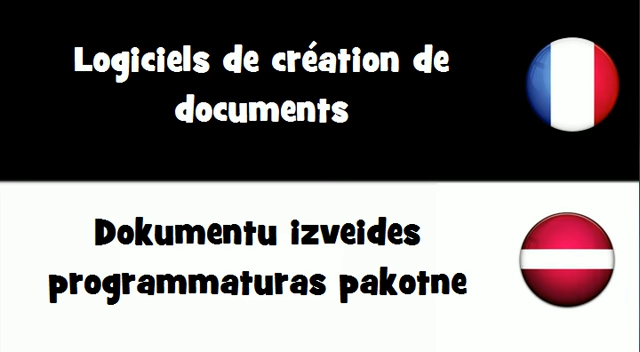 Logiciels de création de
documents
Dokumentu izveides
programmaturas pakotne